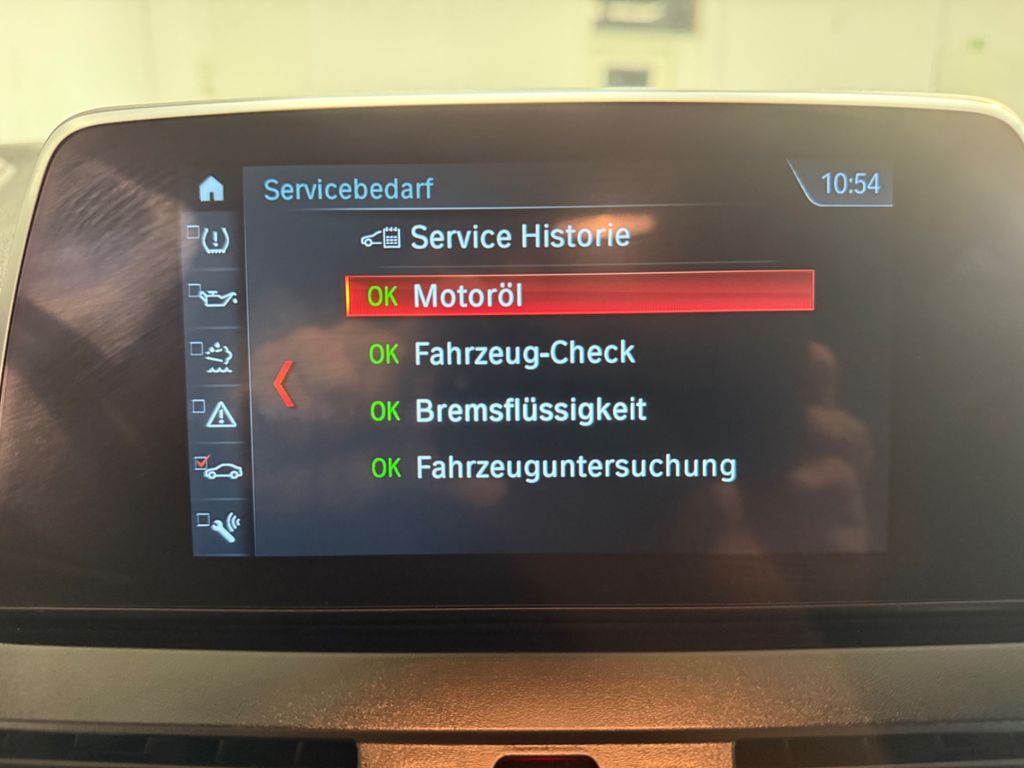 Servicebedarf
10:54
Service Historie
OK Motoröl
OK Fahrzeug-Check
OK Bremsflüssigkeit
OK Fahrzeuguntersuchung